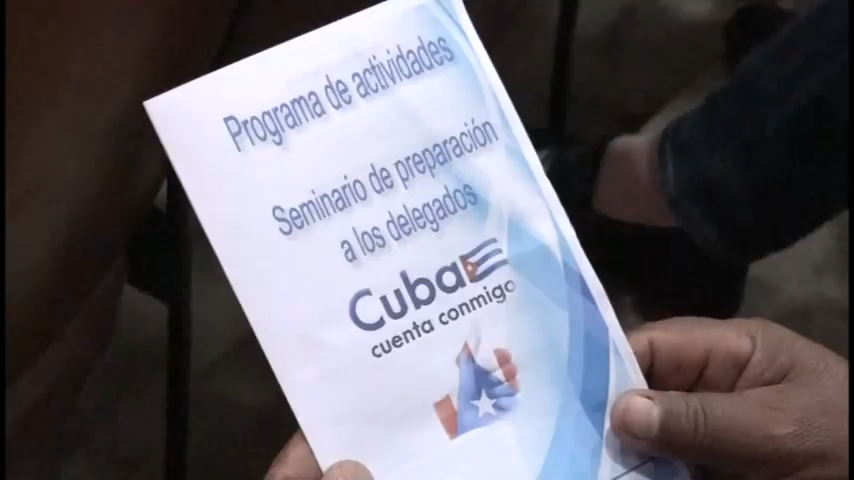 Programa de actividades
Seminario de preparación
a los delegados
Cuba
cuenta conmigo